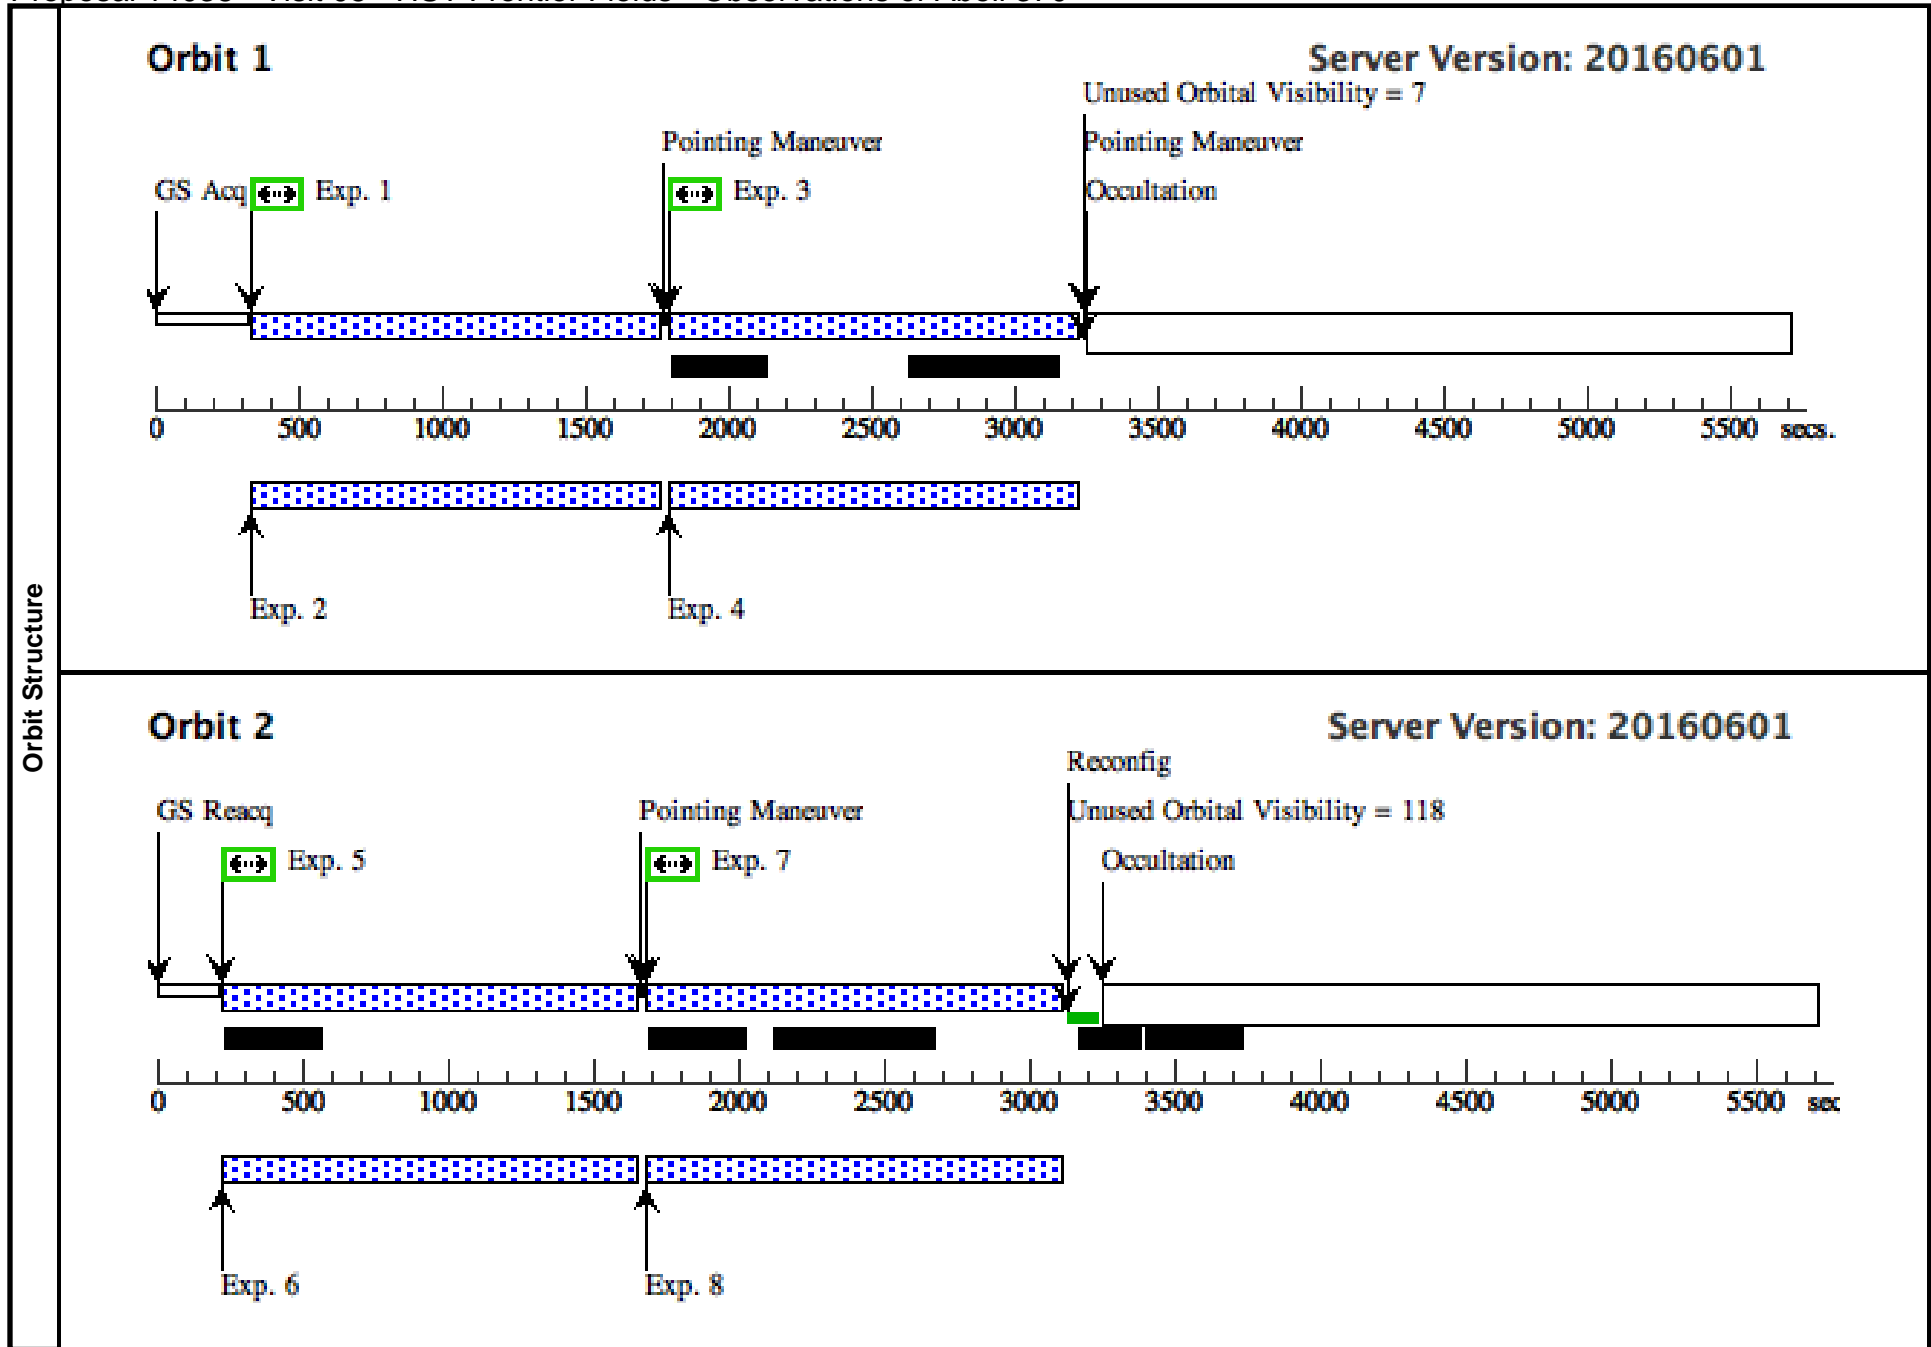 Orbit Structure
Orbit 1
Server Version: 20160601
Unused Orbital Visibility = 7
Pointing Maneuver
Pointing Maneuver
GS Acq
Exp. 1
Exp. 3
Occultation
0 500 1000 1500 2000 2500 3000 3500 4000 4500 5000 5500 secs.
Exp. 2
Exp. 4
Orbit 2
Server Version: 20160601
Reconfig
GS Reacq
Pointing Maneuver
Unused Orbital Visibility = 118
Exp. 5
Exp. 7
Occultation
0 500 1000 1500 2000 2500 3000 3500 4000 4500 5000 5500 sec
Exp. 6
Exp. 8